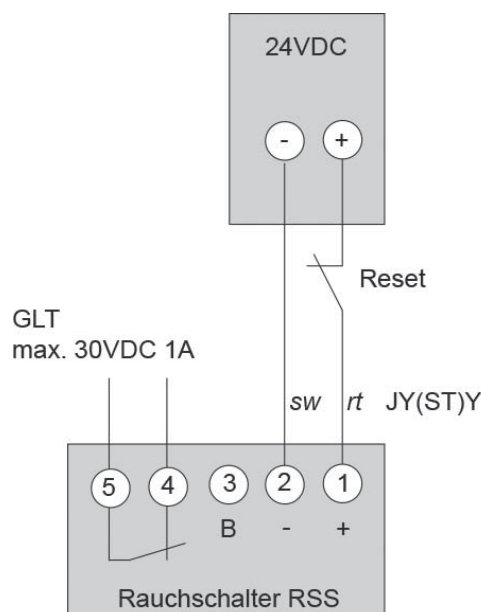 24VDC
- +
Reset
GLT
max. 30VDC 1A
sw rt JY(ST)Y
5 4 3 2 1
B - +
Rauchschalter RSS